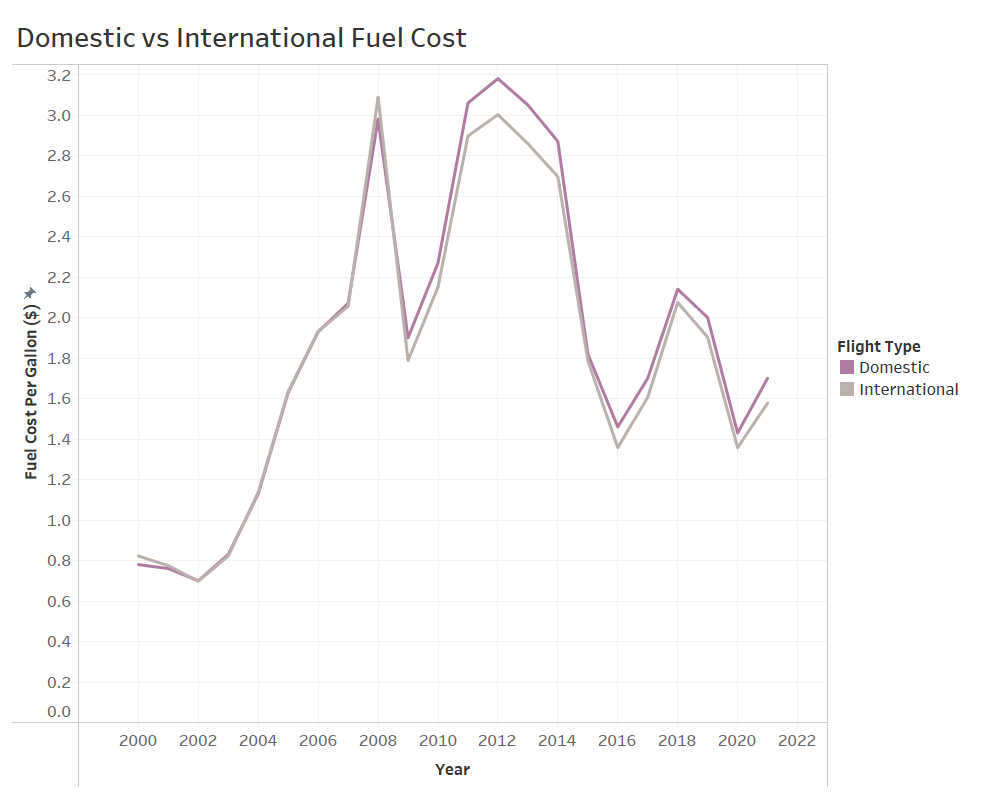 Domestic vs International Fuel Cost
3.2
3.0
2.8
2.6
2.4
2.2
2.0
1.8
1.6
1.4
1.2
1.0
0.8
0.6
0.4
0.2
0.0
Fuel Cost Per Gallon ($)
2000 2002 2004 2006 2008 2010 2012 2014 2016 2018 2020 2022
Year
Flight Type
Domestic
International